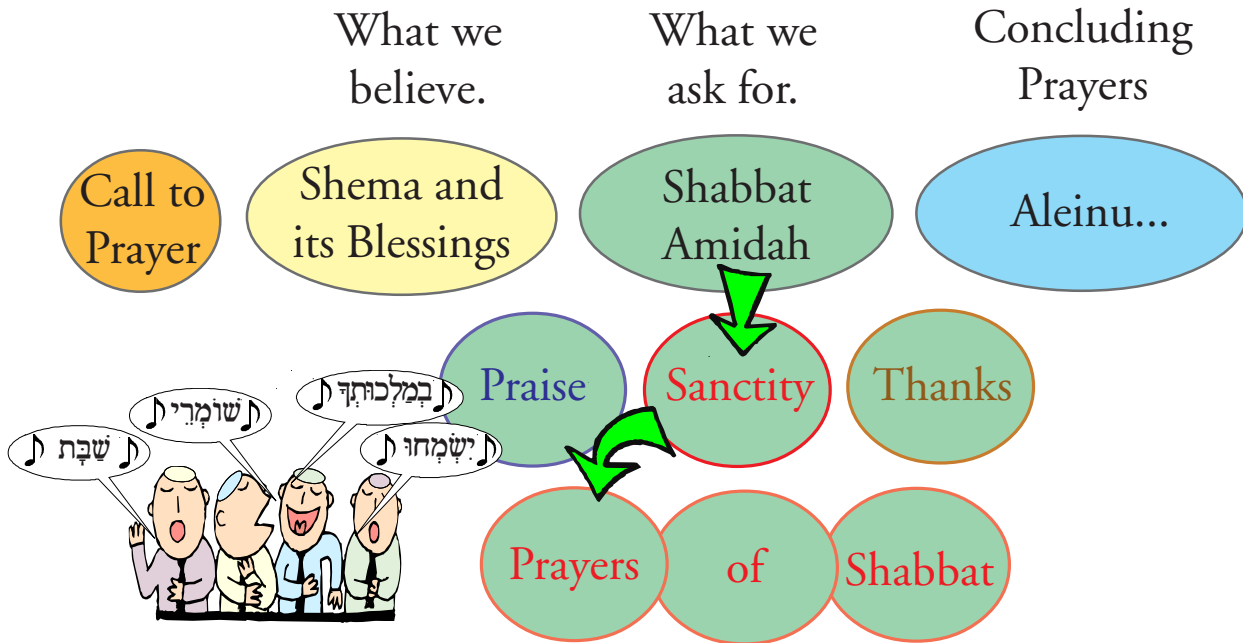 What we
believe.
What we
ask for.
Concluding
Prayers
Call to
Prayer
Shema and
its Blessings
Shabbat
Amidah
Aleinu...
Praise
Sanctity
Thanks
יִשְׂמְחוּ
בְמַלְכוּתְךָ
שׁוֹמְרֵי
שַׁבָּת
Prayers
of
Shabbat